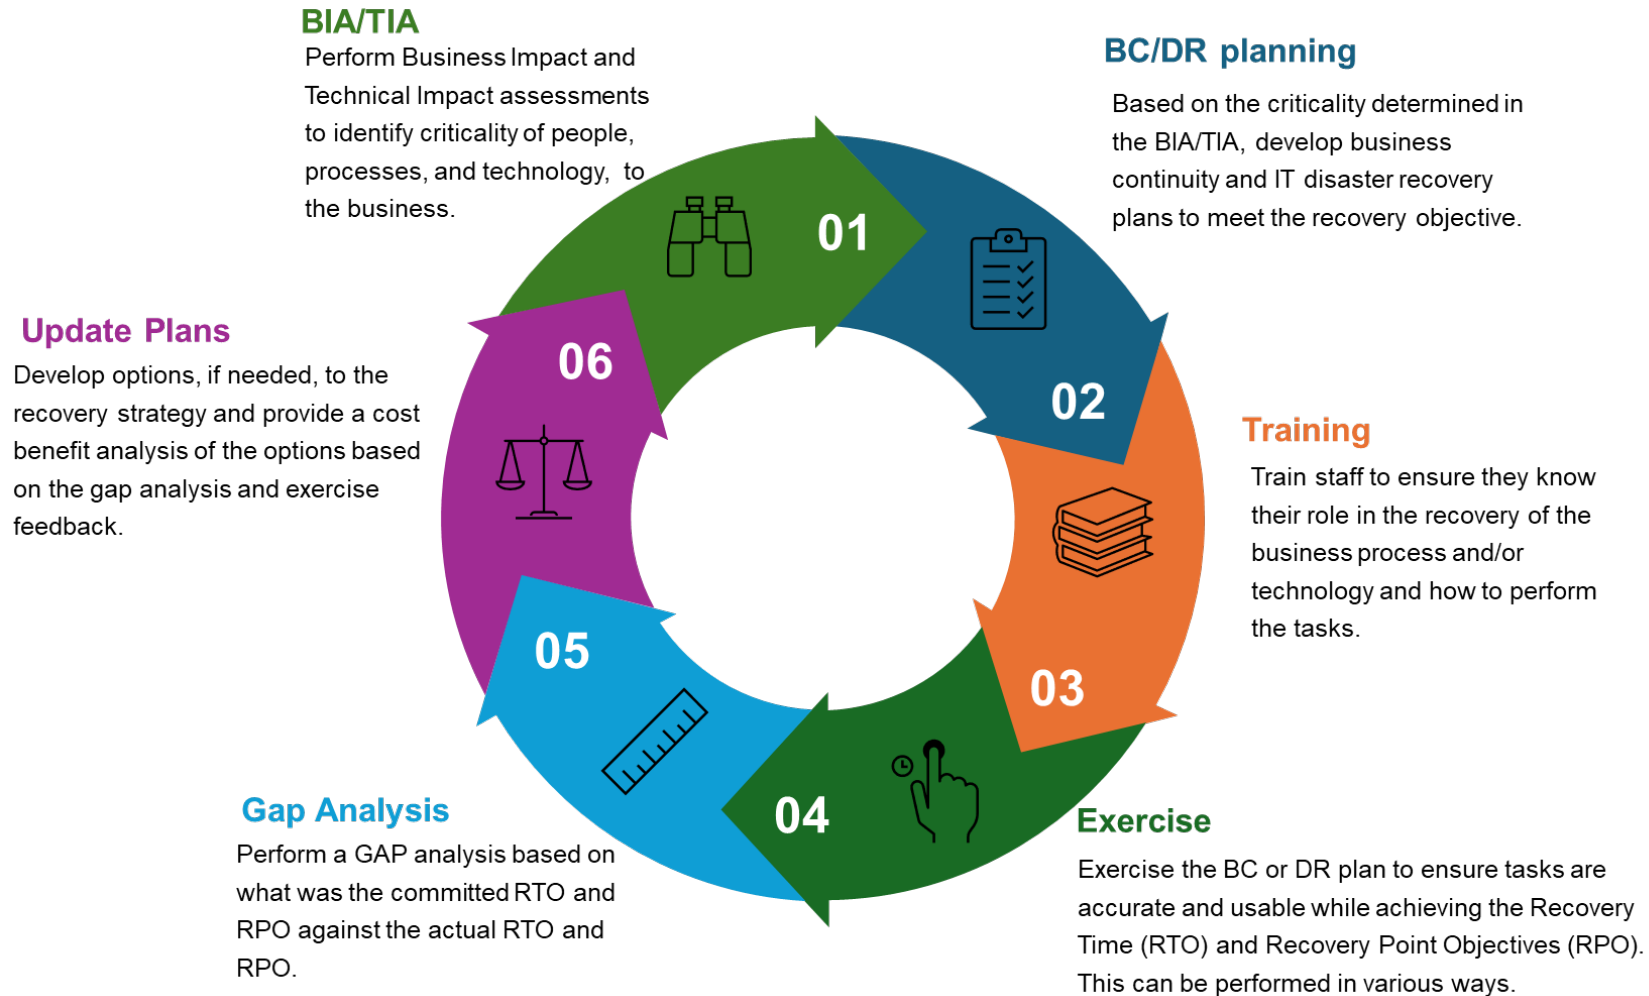 BIA/TIA
Perform Business Impact and
Technical Impact assessments
to identify criticality of people,
processes, and technology, to
the business.
01
BC/DR planning
Based on the criticality determined in
the BIA/TIA, develop business
continuity and IT disaster recovery
plans to meet the recovery objective.
02
Training
Train staff to ensure they know
their role in the recovery of the
business process and/or
technology and how to perform
the tasks.
03
Exercise
Exercise the BC or DR plan to ensure tasks are
accurate and usable while achieving the Recovery
Time (RTO) and Recovery Point Objectives (RPO).
This can be performed in various ways.
04
Gap Analysis
Perform a GAP analysis based on
what was the committed RTO and
RPO against the actual RTO and
RPO.
05
Update Plans
Develop options, if needed, to the
recovery strategy and provide a cost
benefit analysis of the options based
on the gap analysis and exercise
feedback.
06